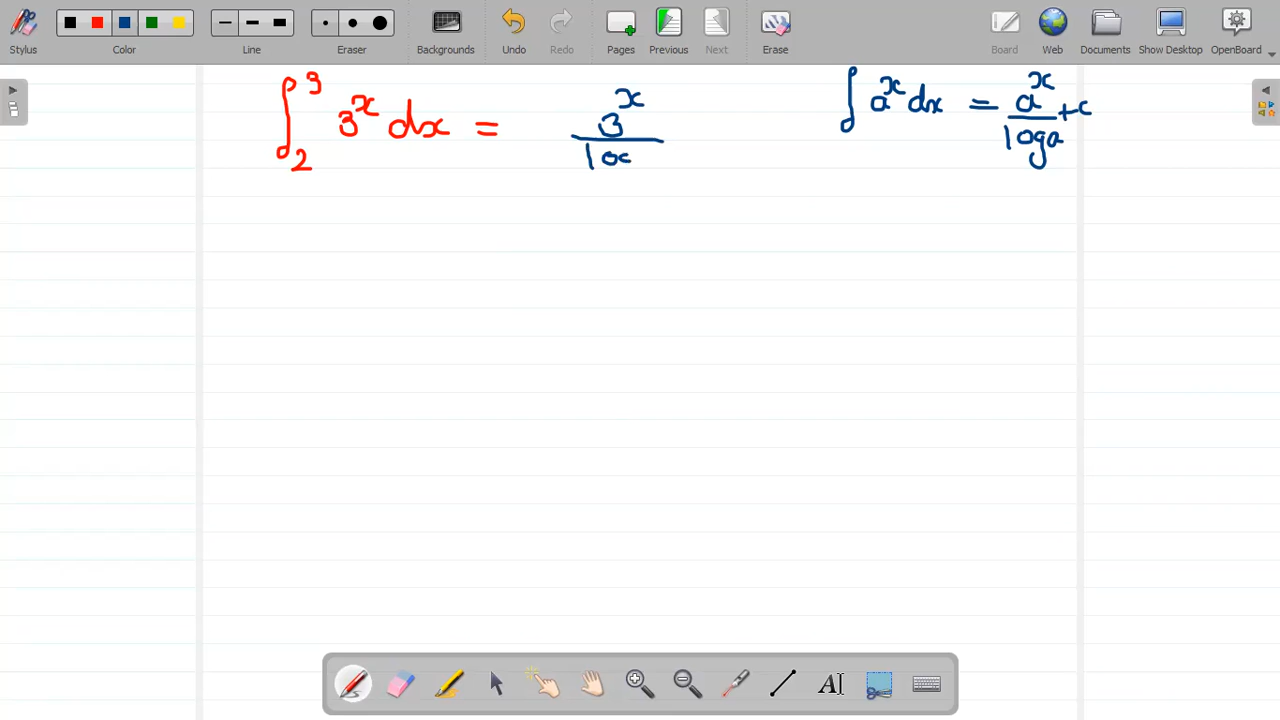 Stylus Color Line Eraser Backgrounds Undo Redo Pages Previous Next Erase Board Web Documents Show Desktop OpenBoard
∫₂³ 3ˣ dx = 3ˣ / loc
∫ aˣ dx = aˣ / log a + c